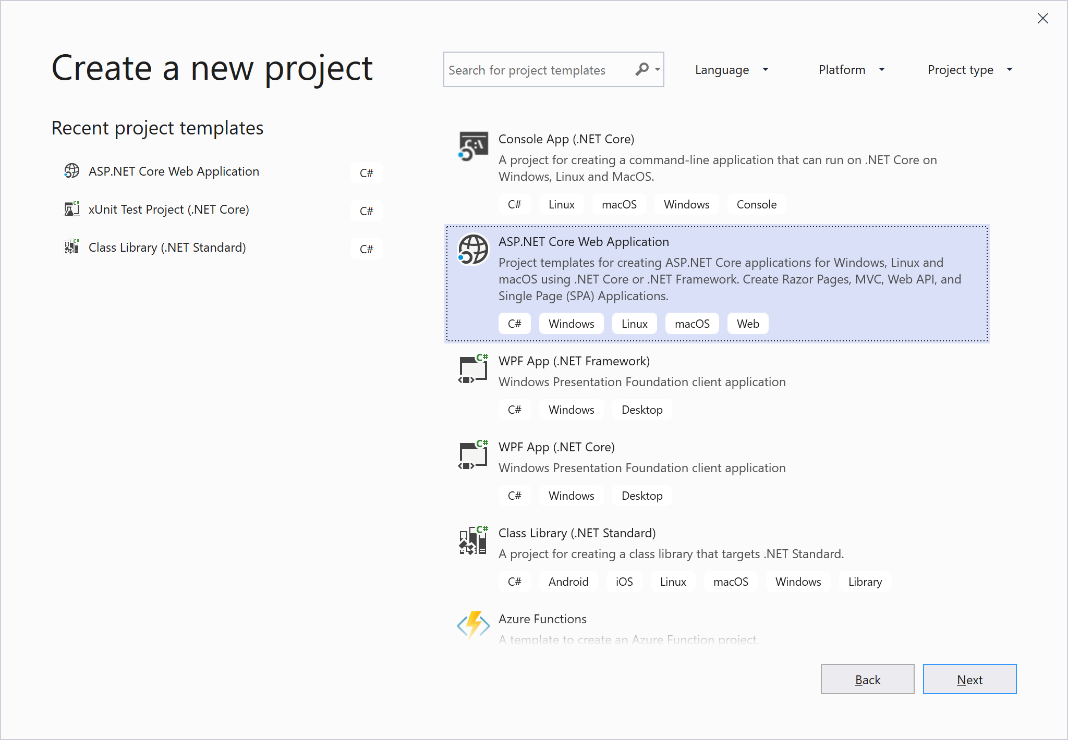 Create a new project
Search for project templates
Language
Platform
Project type
Recent project templates
ASP.NET Core Web Application
C#
xUnit Test Project (.NET Core)
C#
Class Library (.NET Standard)
C#
Console App (.NET Core)
A project for creating a command-line application that can run on .NET Core on
Windows, Linux and MacOS.
C# Linux macOS Windows Console
ASP.NET Core Web Application
Project templates for creating ASP.NET Core applications for Windows, Linux and
macOS using .NET Core or .NET Framework. Create Razor Pages, MVC, Web API, and
Single Page (SPA) Applications.
C# Windows Linux macOS Web
C#
WPF App (.NET Framework)
Windows Presentation Foundation client application
C# Windows Desktop
C#
WPF App (.NET Core)
Windows Presentation Foundation client application
C# Windows Desktop
C#
Class Library (.NET Standard)
A project for creating a class library that targets .NET Standard.
C# Android iOS Linux macOS Windows Library
Azure Functions
A template to create an Azure Function project.
Back
Next